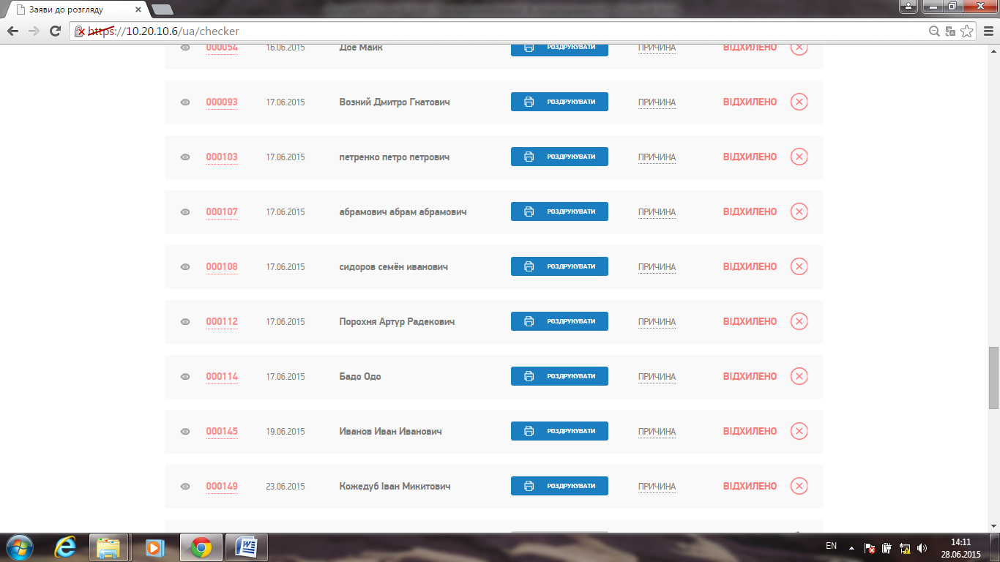 Заяви до розгляду
https://10.20.10.6/ua/checker
000054 16.06.2015 Дое Маик РОЗДРУКУВАТИ ПРИЧИНА ВІДХИЛЕНО
000093 17.06.2015 Возний Дмитро Гнатович РОЗДРУКУВАТИ ПРИЧИНА ВІДХИЛЕНО
000103 17.06.2015 петренко петро петрович РОЗДРУКУВАТИ ПРИЧИНА ВІДХИЛЕНО
000107 17.06.2015 абрамович абрам абрамович РОЗДРУКУВАТИ ПРИЧИНА ВІДХИЛЕНО
000108 17.06.2015 сидоров семён иванович РОЗДРУКУВАТИ ПРИЧИНА ВІДХИЛЕНО
000112 17.06.2015 Порохня Артур Радекович РОЗДРУКУВАТИ ПРИЧИНА ВІДХИЛЕНО
000114 17.06.2015 Бадо Одо РОЗДРУКУВАТИ ПРИЧИНА ВІДХИЛЕНО
000145 19.06.2015 Иванов Иван Иванович РОЗДРУКУВАТИ ПРИЧИНА ВІДХИЛЕНО
000149 23.06.2015 Кожедуб Іван Микитович РОЗДРУКУВАТИ ПРИЧИНА ВІДХИЛЕНО
EN 14:11
28.06.2015